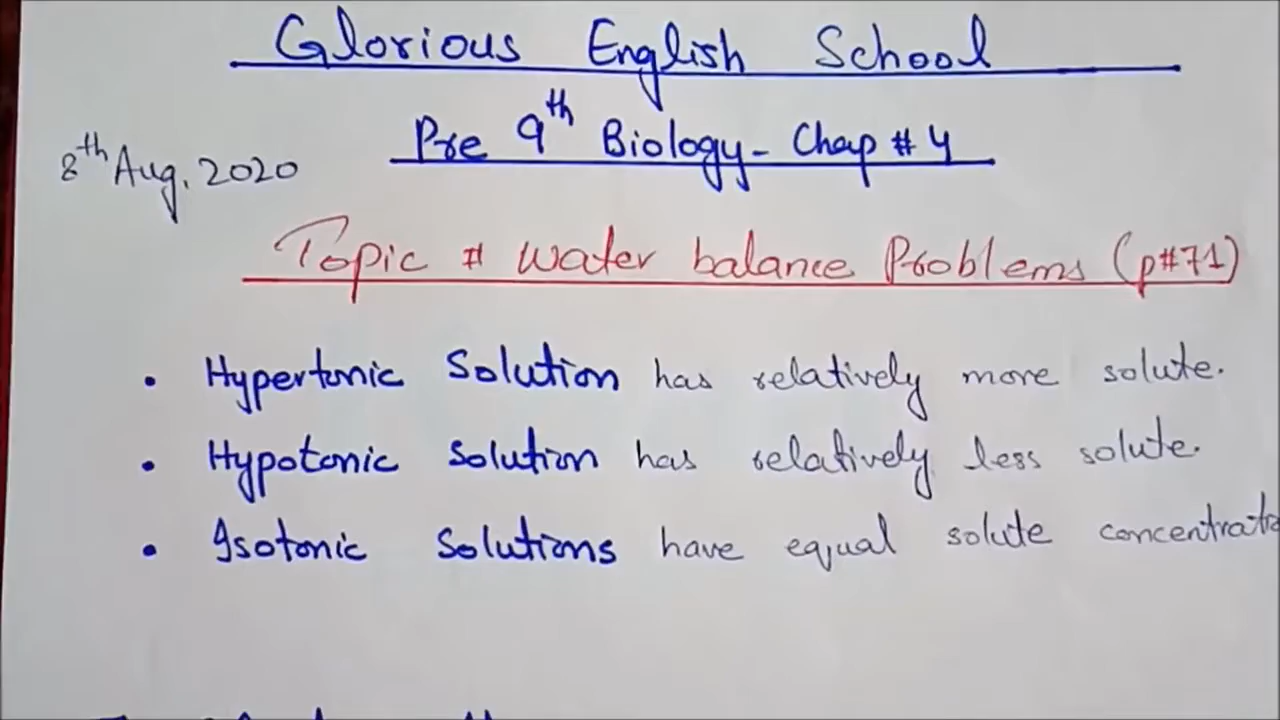 Glorious English School
Pre 9th Biology - Chap # 4
8th Aug, 2020
Topic # Water balance Problems (p#71)
• Hypertonic Solution has relatively more solute.
• Hypotonic Solution has relatively less solute.
• Isotonic Solutions have equal solute